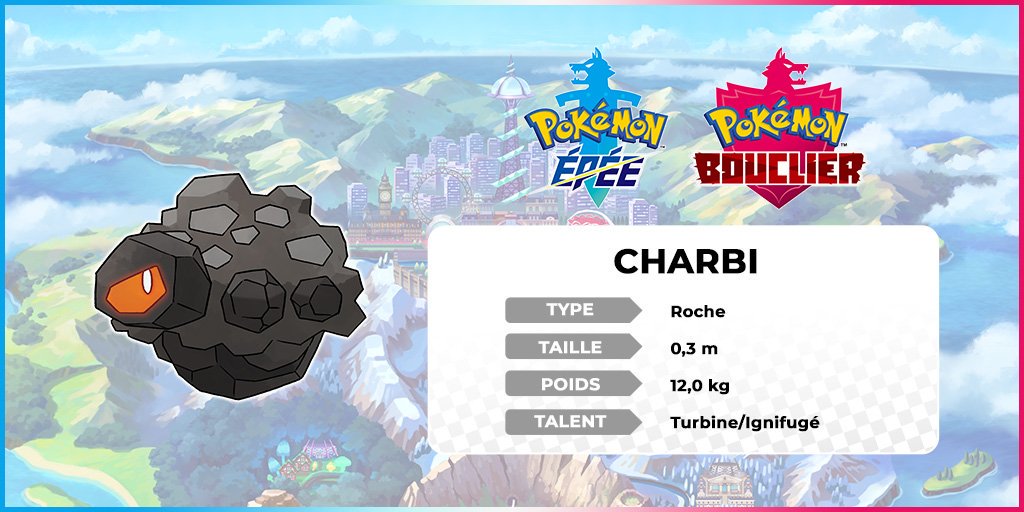 POKÉMON
ÉPÉE
POKÉMON
BOUCLIER
CHARBI
TYPE Roche
TAILLE 0,3 m
POIDS 12,0 kg
TALENT Turbine/Ignifugé